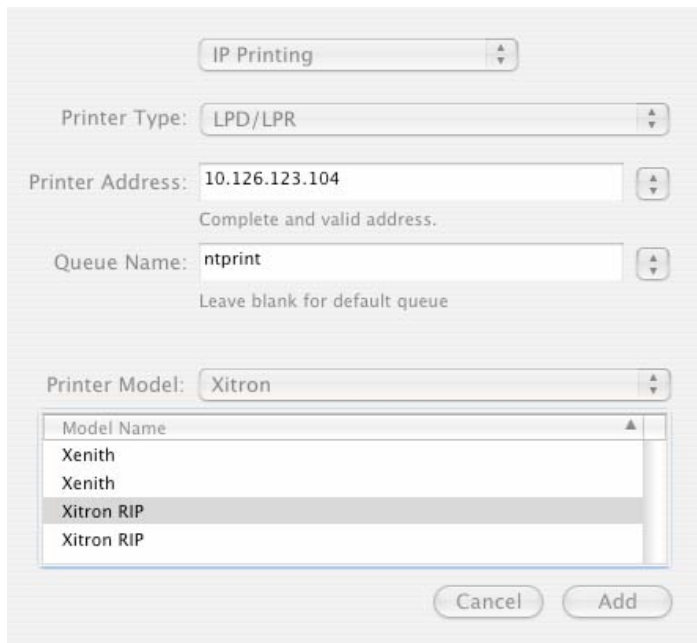 IP Printing
Printer Type: LPD/LPR
Printer Address: 10.126.123.104
Complete and valid address.
Queue Name: ntprint
Leave blank for default queue
Printer Model: Xitron
Model Name
Xenith
Xenith
Xitron RIP
Xitron RIP
Cancel Add